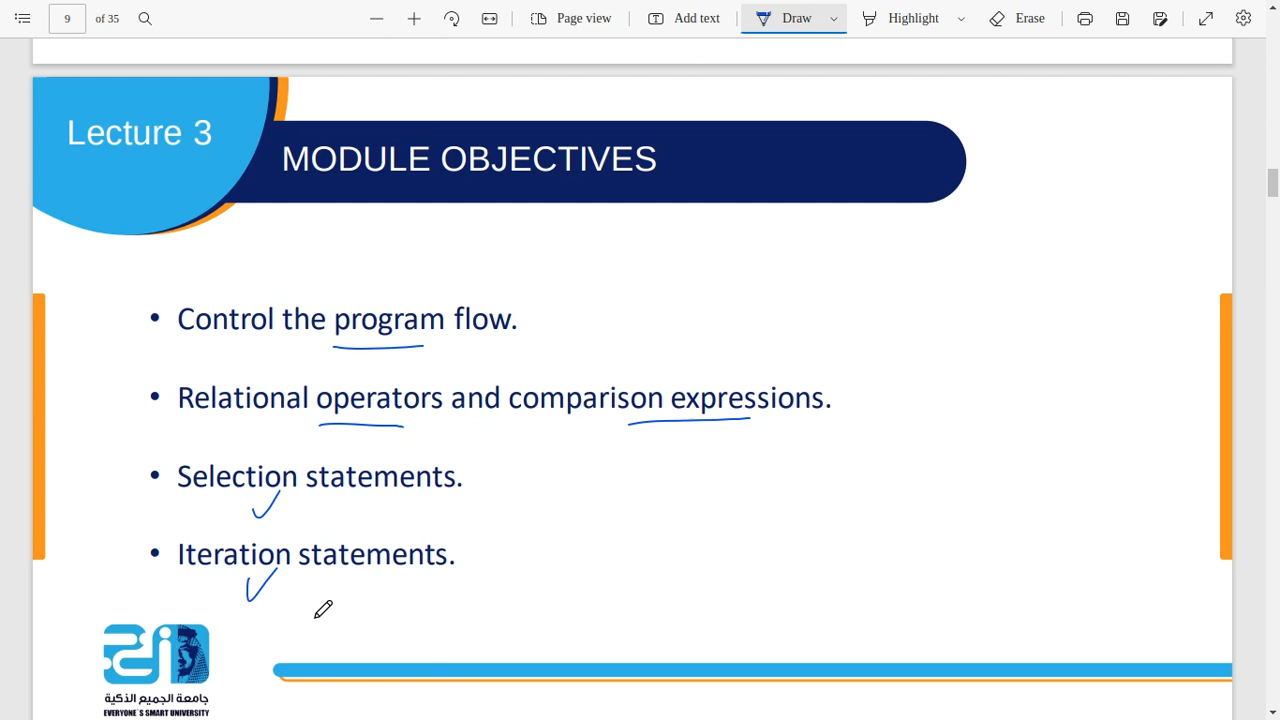 9 of 35 Page view Add text Draw Highlight Erase
Lecture 3
MODULE OBJECTIVES
• Control the program flow.
• Relational operators and comparison expressions.
• Selection statements.
• Iteration statements.
جامعة الجميع الذكية
EVERYONE'S SMART UNIVERSITY